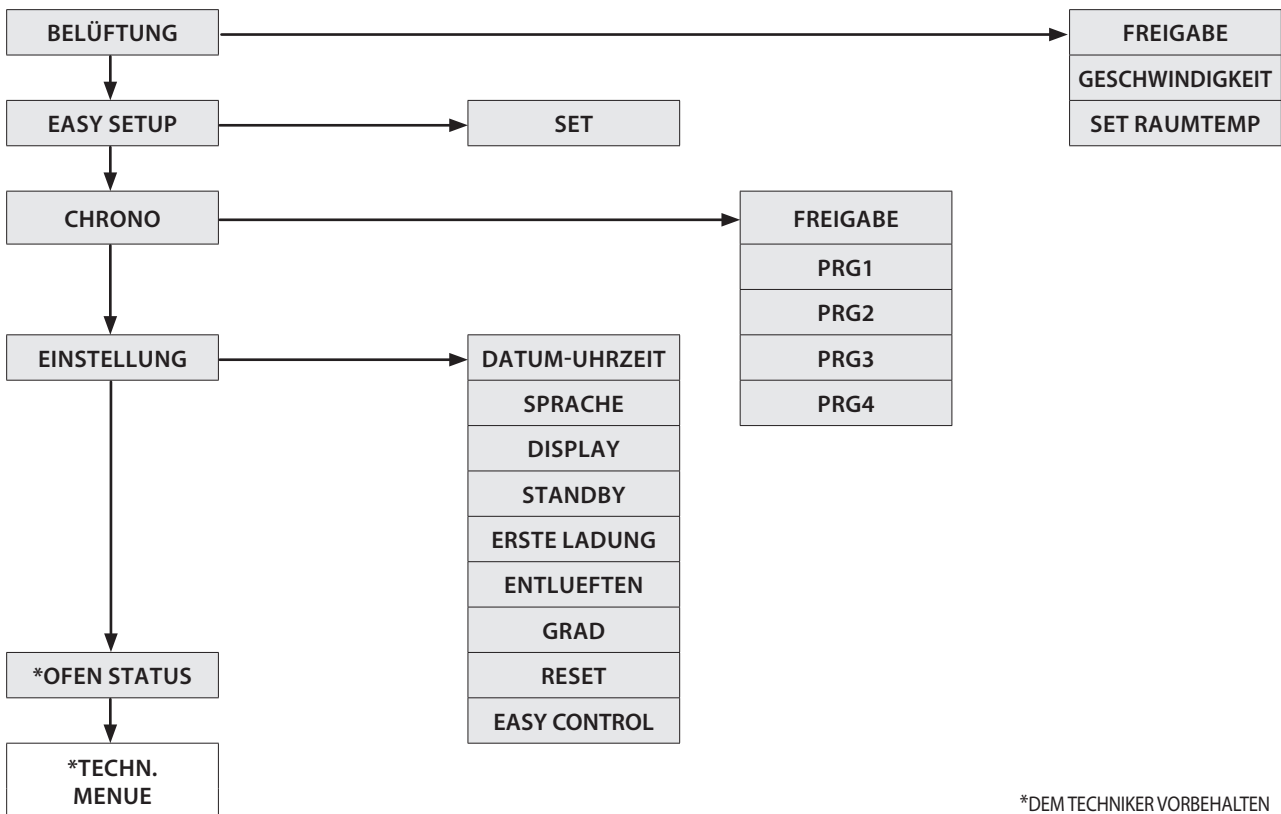 BELÜFTUNG
FREIGABE
GESCHWINDIGKEIT
SET RAUMTEMP
EASY SETUP
SET
CHRONO
FREIGABE
PRG1
PRG2
PRG3
PRG4
EINSTELLUNG
DATUM-UHRZEIT
SPRACHE
DISPLAY
STANDBY
ERSTE LADUNG
ENTLUEFTEN
GRAD
RESET
EASY CONTROL
*OFEN STATUS
*TECHN.
MENUE
*DEM TECHNIKER VORBEHALTEN